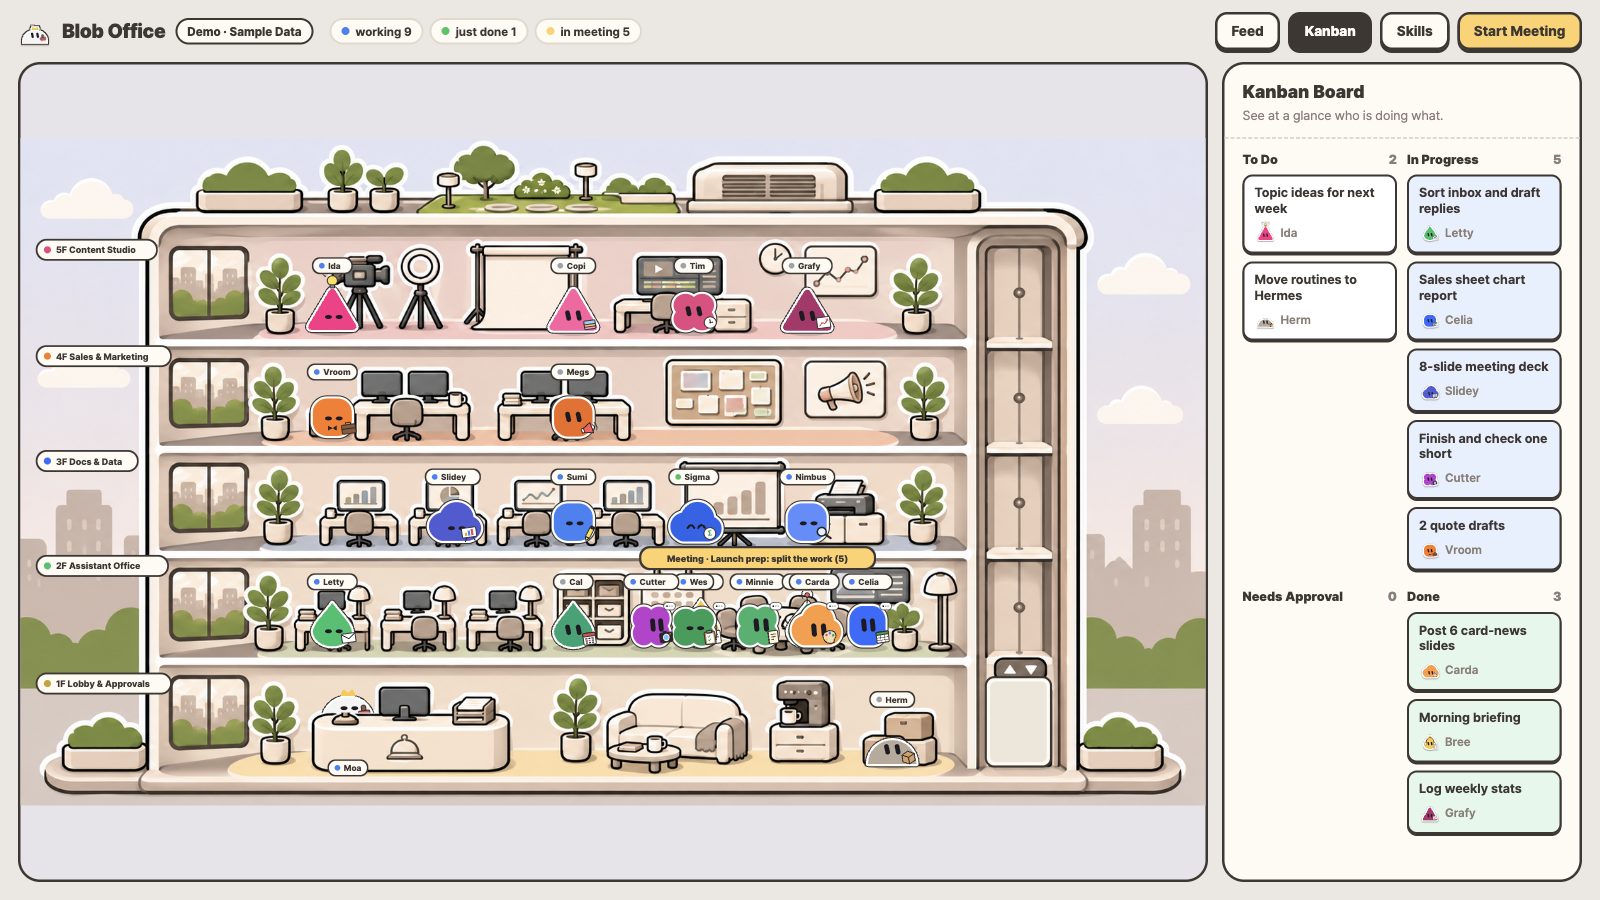 Blob Office
Demo · Sample Data
working 9
just done 1
in meeting 5
Feed
Kanban
Skills
Start Meeting
5F Content Studio
Ida
Copi
Tim
Grafy
4F Sales & Marketing
Vroom
Megs
3F Docs & Data
Slidey
Sumi
Sigma
Nimbus
Meeting · Launch prep: split the work (5)
2F Assistant Office
Letty
Cal
Cutter
Wes
Minnie
Carda
Celia
1F Lobby & Approvals
Herm
Moa
Kanban Board
See at a glance who is doing what.
To Do 2
Topic ideas for next
week
Ida
Move routines to
Hermes
Herm
In Progress 5
Sort inbox and draft
replies
Letty
Sales sheet chart
report
Celia
8-slide meeting deck
Slidey
Finish and check one
short
Cutter
2 quote drafts
Vroom
Needs Approval 0
Done 3
Post 6 card-news
slides
Carda
Morning briefing
Bree
Log weekly stats
Grafy